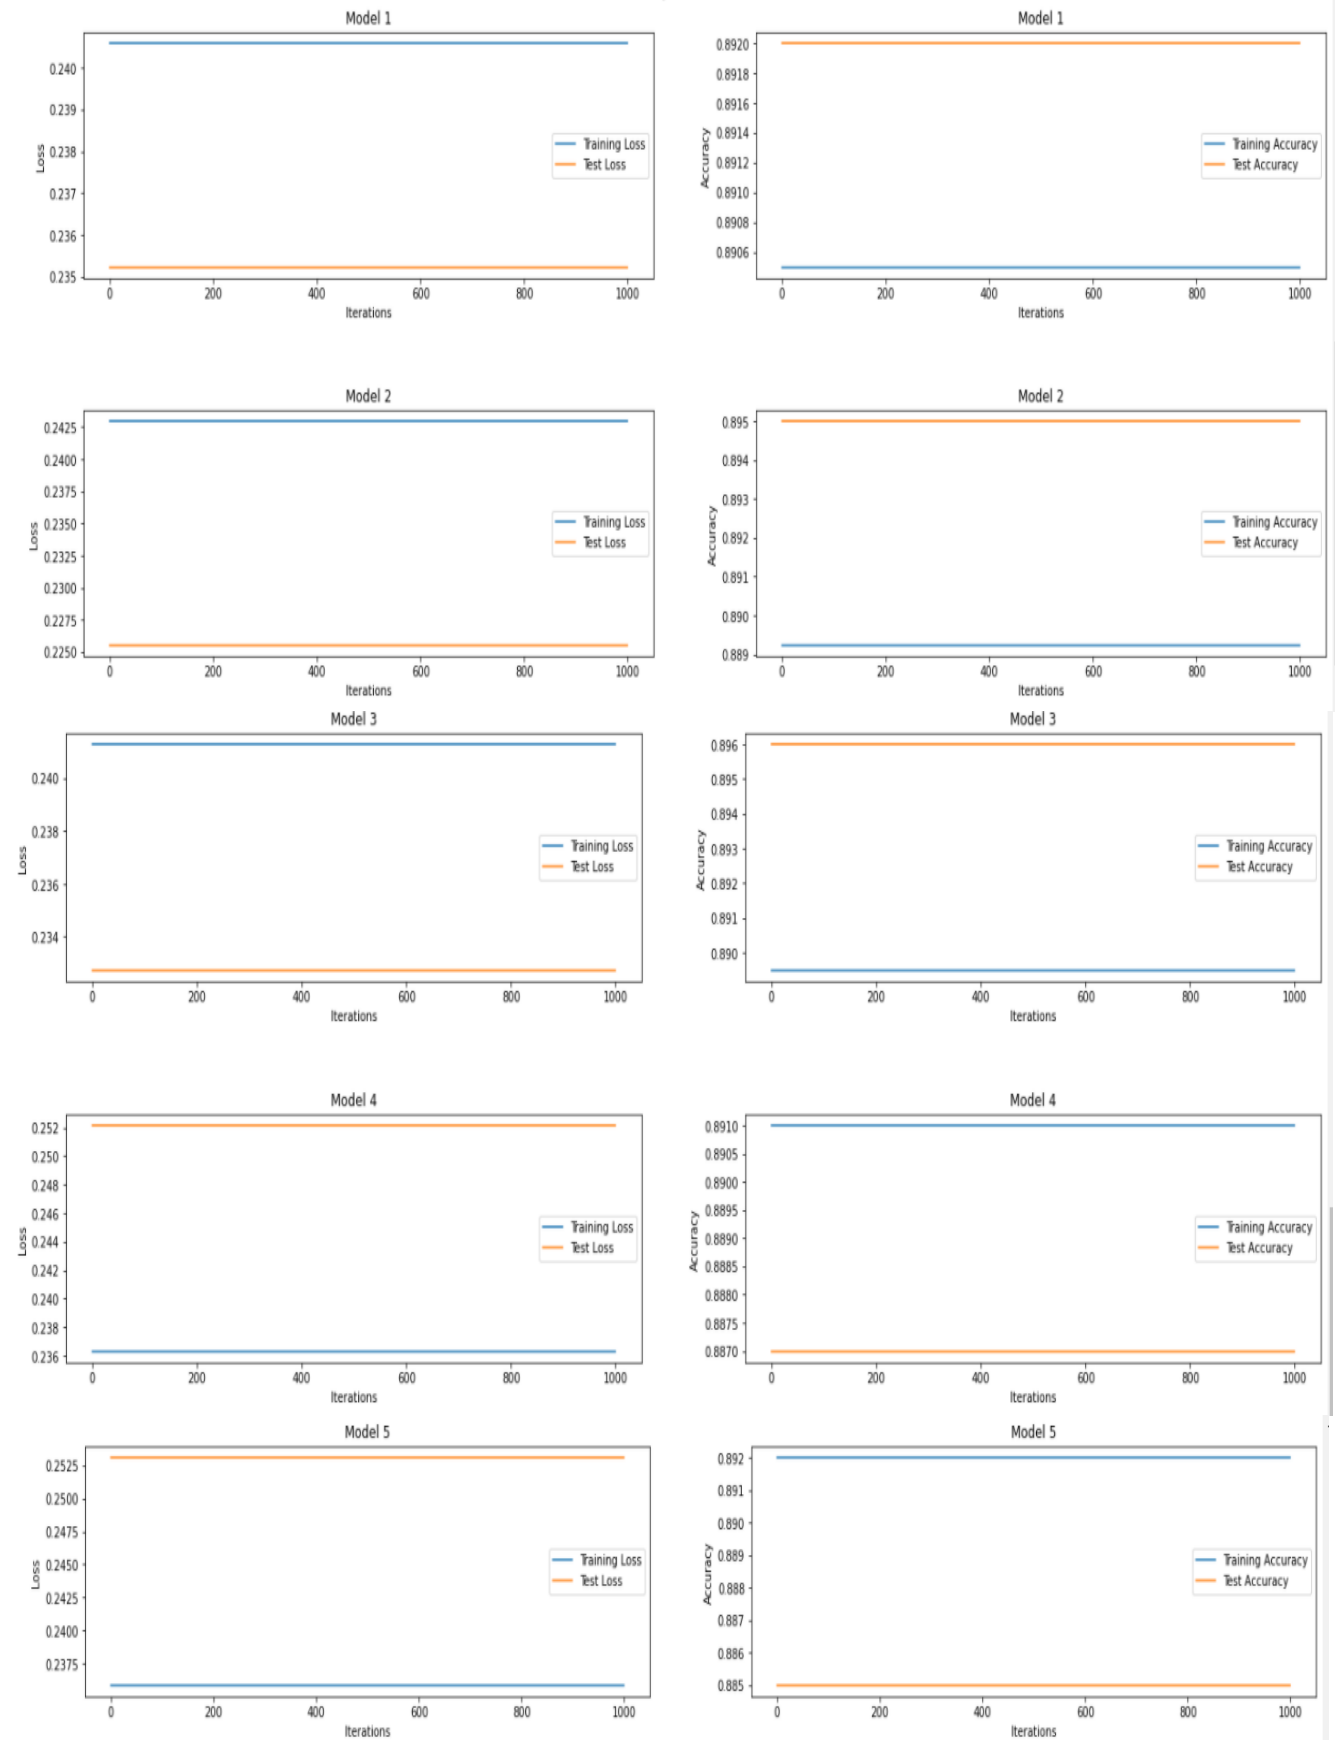 Model 1
0.240
0.239
0.238
0.237
0.236
0.235
Loss
Training Loss
Test Loss
0 200 400 600 800 1000
Iterations
Model 1
0.8920
0.8918
0.8916
0.8914
0.8912
0.8910
0.8908
0.8906
Accuracy
Training Accuracy
Test Accuracy
0 200 400 600 800 1000
Iterations
Model 2
0.2425
0.2400
0.2375
0.2350
0.2325
0.2300
0.2275
0.2250
Loss
Training Loss
Test Loss
0 200 400 600 800 1000
Iterations
Model 2
0.895
0.894
0.893
0.892
0.891
0.890
0.889
Accuracy
Training Accuracy
Test Accuracy
0 200 400 600 800 1000
Iterations
Model 3
0.240
0.238
0.236
0.234
Loss
Training Loss
Test Loss
0 200 400 600 800 1000
Iterations
Model 3
0.896
0.895
0.894
0.893
0.892
0.891
0.890
Accuracy
Training Accuracy
Test Accuracy
0 200 400 600 800 1000
Iterations
Model 4
0.252
0.250
0.248
0.246
0.244
0.242
0.240
0.238
0.236
Loss
Training Loss
Test Loss
0 200 400 600 800 1000
Iterations
Model 4
0.8910
0.8905
0.8900
0.8895
0.8890
0.8885
0.8880
0.8875
0.8870
Accuracy
Training Accuracy
Test Accuracy
0 200 400 600 800 1000
Iterations
Model 5
0.2525
0.2500
0.2475
0.2450
0.2425
0.2400
0.2375
Loss
Training Loss
Test Loss
0 200 400 600 800 1000
Iterations
Model 5
0.892
0.891
0.890
0.889
0.888
0.887
0.886
0.885
Accuracy
Training Accuracy
Test Accuracy
0 200 400 600 800 1000
Iterations